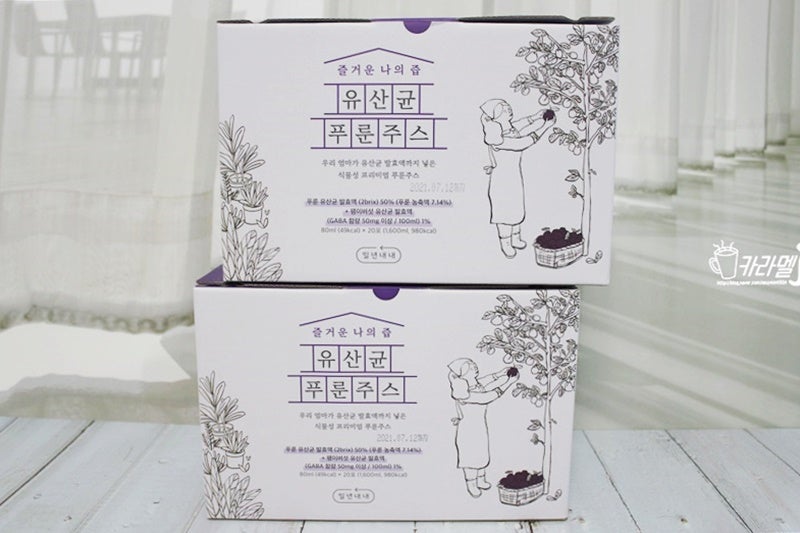 즐거운 나의 즙
유산균
푸룬주스
우리 엄마가 유산균 발효액까지 넣은
식물성 프리미엄 푸룬주스
2021.07.12까지
푸룬 유산균 발효액 (2brix) 50% (푸룬 농축액 7.14%)
+ 팽이버섯 유산균 발효액
(GABA 함량 50mg 이상 / 100ml) 1%
80ml (49kcal) × 20포 (1,600ml, 980kcal)
일년내내
카라멜
즐거운 나의 즙
유산균
푸룬주스
우리 엄마가 유산균 발효액까지 넣은
식물성 프리미엄 푸룬주스
2021.07.12까지
푸룬 유산균 발효액 (2brix) 50% (푸룬 농축액 7.14%)
+ 팽이버섯 유산균 발효액
(GABA 함량 50mg 이상 / 100ml) 1%
80ml (49kcal) × 20포 (1,600ml, 980kcal)
일년내내